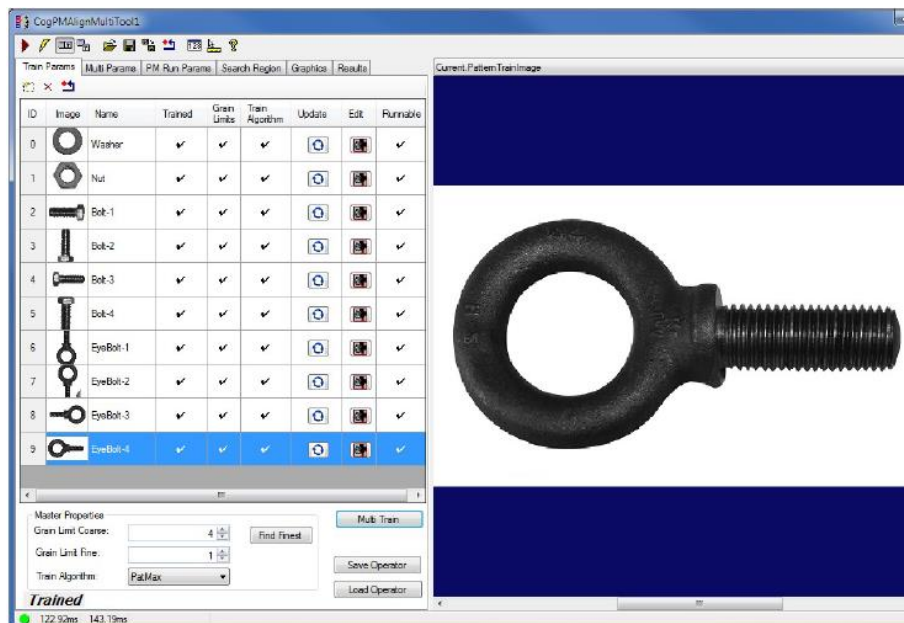 CogPMAlignMultiTool1
Train Params Multi Params PM Run Params Search Region Graphics Results
Current.PatternTrainImage
ID Image Name Trained Grain Limits Train Algorithm Update Edit Runnable
0 Washer
1 Nut
2 Bolt-1
3 Bolt-2
4 Bolt-3
5 Bolt-4
6 EyeBolt-1
7 EyeBolt-2
8 EyeBolt-3
9 EyeBolt-4
Master Properties
Grain Limit Coarse: 4 Find Finest
Grain Limit Fine: 1
Train Algorithm: PatMax
Multi Train
Save Operator
Load Operator
Trained
122.92ms 143.19ms